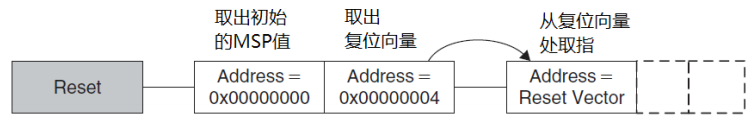 取出初始
的MSP值
取出
复位向量
从复位向量
处取指
Reset
Address =
0x00000000
Address =
0x00000004
Address =
Reset Vector